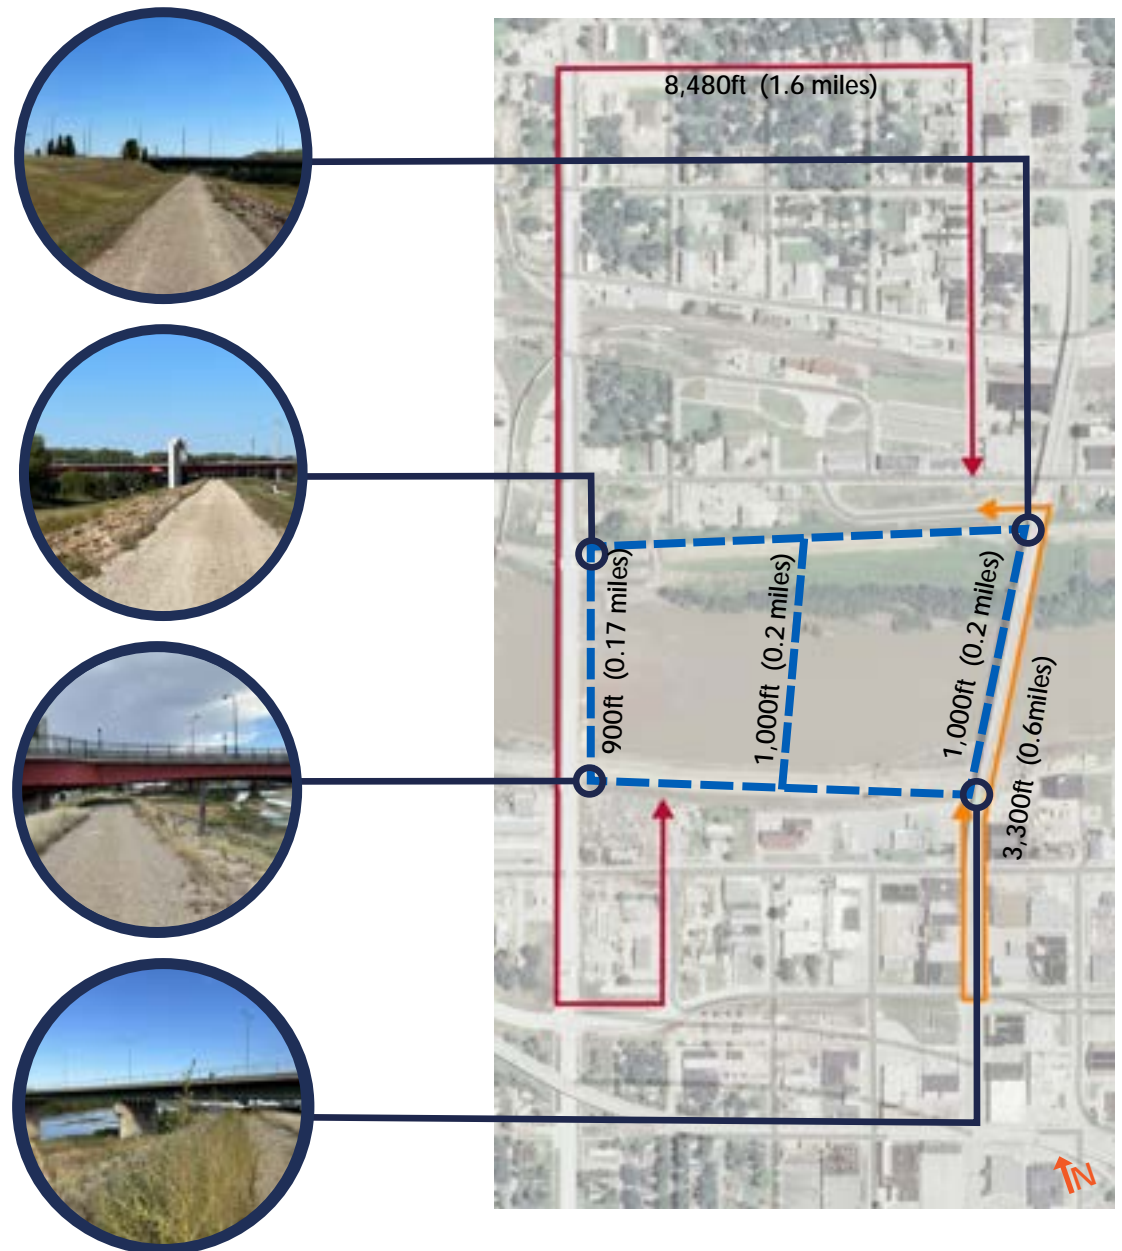 8,480ft (1.6 miles)
900ft (0.17 miles)
1,000ft (0.2 miles)
1,000ft (0.2 miles)
3,300ft (0.6miles)
N